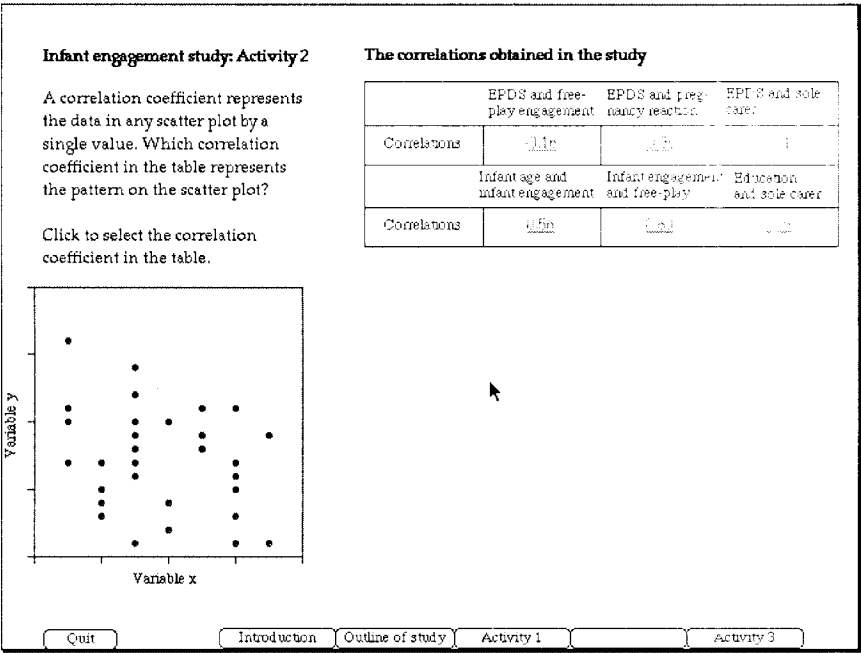 Infant engagement study: Activity 2
A correlation coefficient represents
the data in any scatter plot by a
single value. Which correlation
coefficient in the table represents
the pattern on the scatter plot?
Click to select the correlation
coefficient in the table.
Variable y
Variable x
The correlations obtained in the study
EPDS and free-
play engagement
EPDS and preg-
nancy reaction
EPDS and sole
carer
Correlations
Infant age and
infant engagement
Infant engagement
and free-play
Education
and sole carer
Correlations
Quit
Introduction
Outline of study
Activity 1
Activity 3